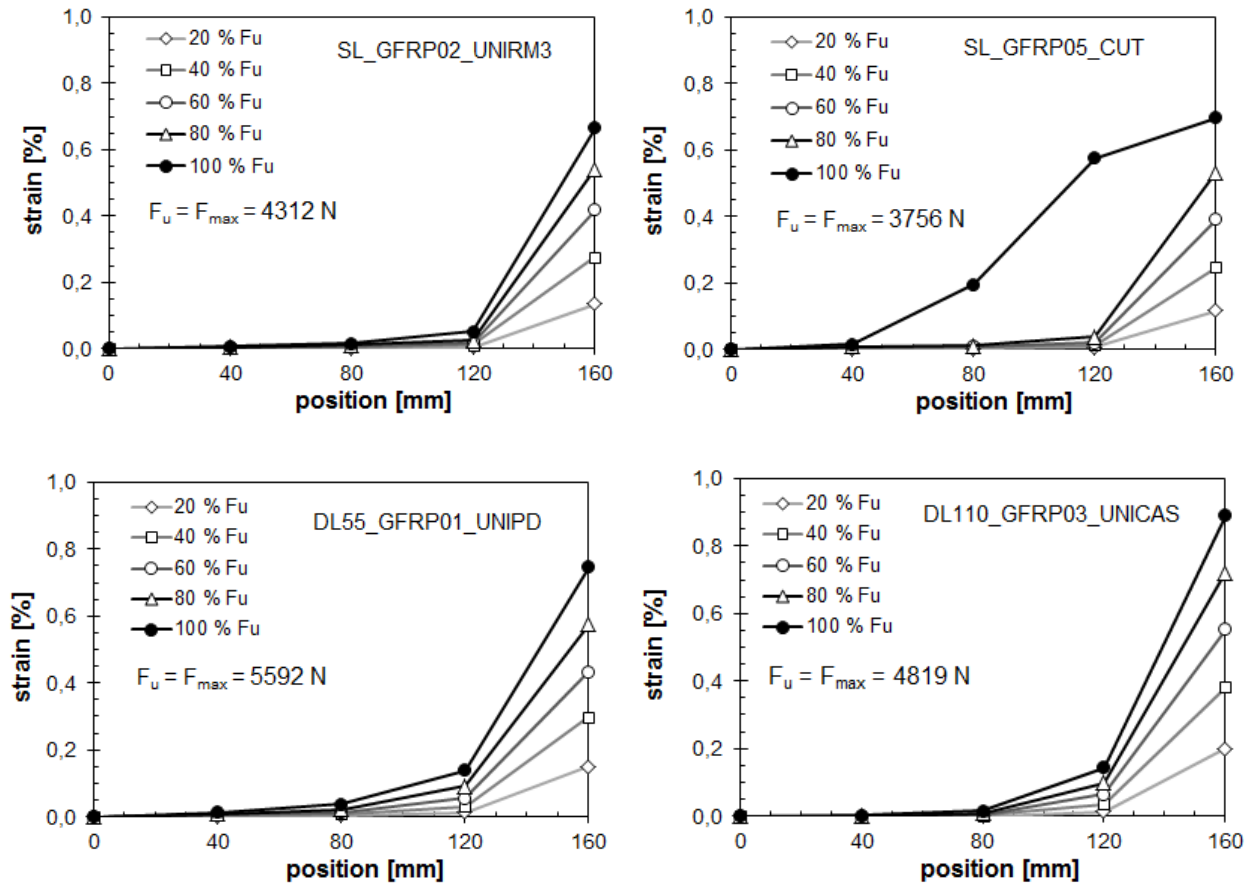 1,0
0,8
0,6
0,4
0,2
0,0
strain [%]
20 % Fu
40 % Fu
60 % Fu
80 % Fu
100 % Fu
SL_GFRP02_UNIRM3
Fu = Fmax = 4312 N
0 40 80 120 160
position [mm]
1,0
0,8
0,6
0,4
0,2
0,0
strain [%]
20 % Fu
40 % Fu
60 % Fu
80 % Fu
100 % Fu
SL_GFRP05_CUT
Fu = Fmax = 3756 N
0 40 80 120 160
position [mm]
1,0
0,8
0,6
0,4
0,2
0,0
strain [%]
20 % Fu
40 % Fu
60 % Fu
80 % Fu
100 % Fu
DL55_GFRP01_UNIPD
Fu = Fmax = 5592 N
0 40 80 120 160
position [mm]
1,0
0,8
0,6
0,4
0,2
0,0
strain [%]
20 % Fu
40 % Fu
60 % Fu
80 % Fu
100 % Fu
DL110_GFRP03_UNICAS
Fu = Fmax = 4819 N
0 40 80 120 160
position [mm]